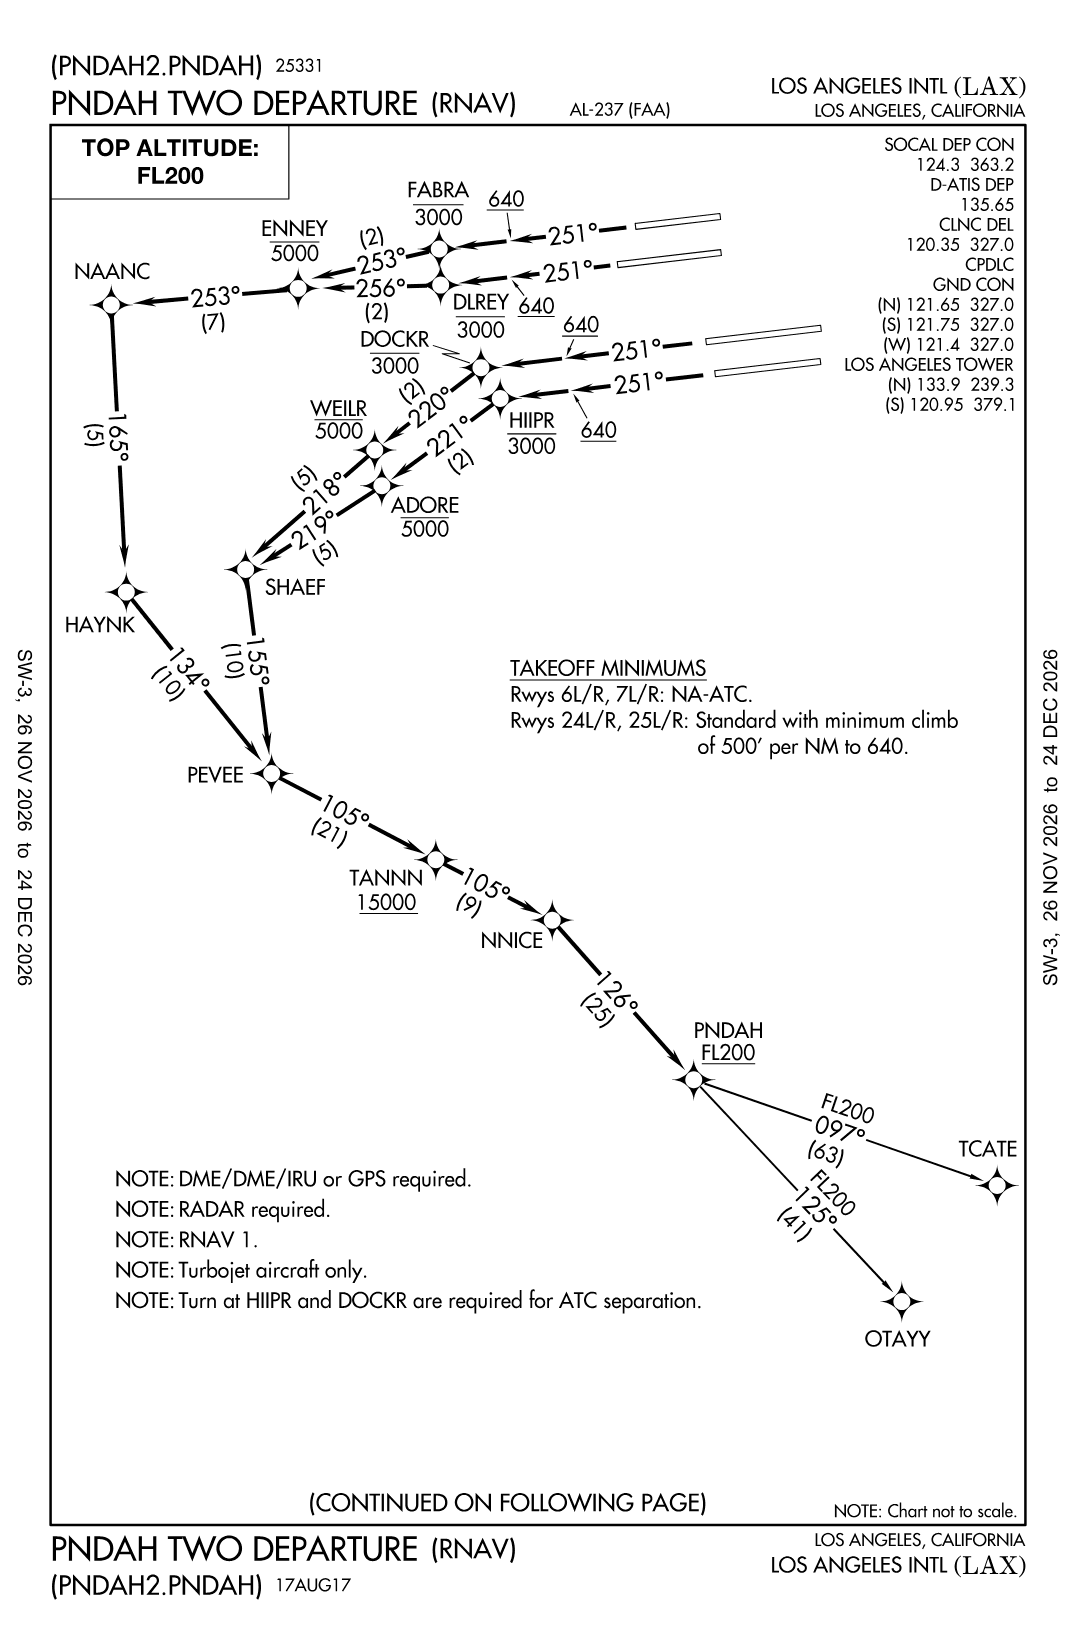 (PNDAH2.PNDAH) 25331
PNDAH TWO DEPARTURE (RNAV)
AL-237 (FAA)
LOS ANGELES INTL (LAX)
LOS ANGELES, CALIFORNIA
TOP ALTITUDE:
FL200
SOCAL DEP CON
124.3 363.2
D-ATIS DEP
135.65
CLNC DEL
120.35 327.0
CPDLC
GND CON
(N) 121.65 327.0
(S) 121.75 327.0
(W) 121.4 327.0
LOS ANGELES TOWER
(N) 133.9 239.3
(S) 120.95 379.1
FABRA
3000
640
251°
ENNEY
5000
(2)
253°
256°
(2)
251°
640
DLREY
3000
NAANC
253°
(7)
DOCKR
3000
640
251°
251°
640
HIIPR
3000
(2)
220°
221°
(2)
WEILR
5000
ADORE
5000
(5)
218°
219°
(5)
165°
(5)
SHAEF
HAYNK
134°
(10)
155°
(10)
TAKEOFF MINIMUMS
Rwys 6L/R, 7L/R: NA-ATC.
Rwys 24L/R, 25L/R: Standard with minimum climb
of 500' per NM to 640.
PEVEE
105°
(21)
TANNN
15000
105°
(9)
NNICE
126°
(25)
PNDAH
FL200
FL200
097°
(63)
TCATE
FL200
125°
(41)
OTAYY
NOTE: DME/DME/IRU or GPS required.
NOTE: RADAR required.
NOTE: RNAV 1.
NOTE: Turbojet aircraft only.
NOTE: Turn at HIIPR and DOCKR are required for ATC separation.
(CONTINUED ON FOLLOWING PAGE)
NOTE: Chart not to scale.
SW-3, 26 NOV 2026 to 24 DEC 2026
SW-3, 26 NOV 2026 to 24 DEC 2026
PNDAH TWO DEPARTURE (RNAV)
(PNDAH2.PNDAH) 17AUG17
LOS ANGELES, CALIFORNIA
LOS ANGELES INTL (LAX)